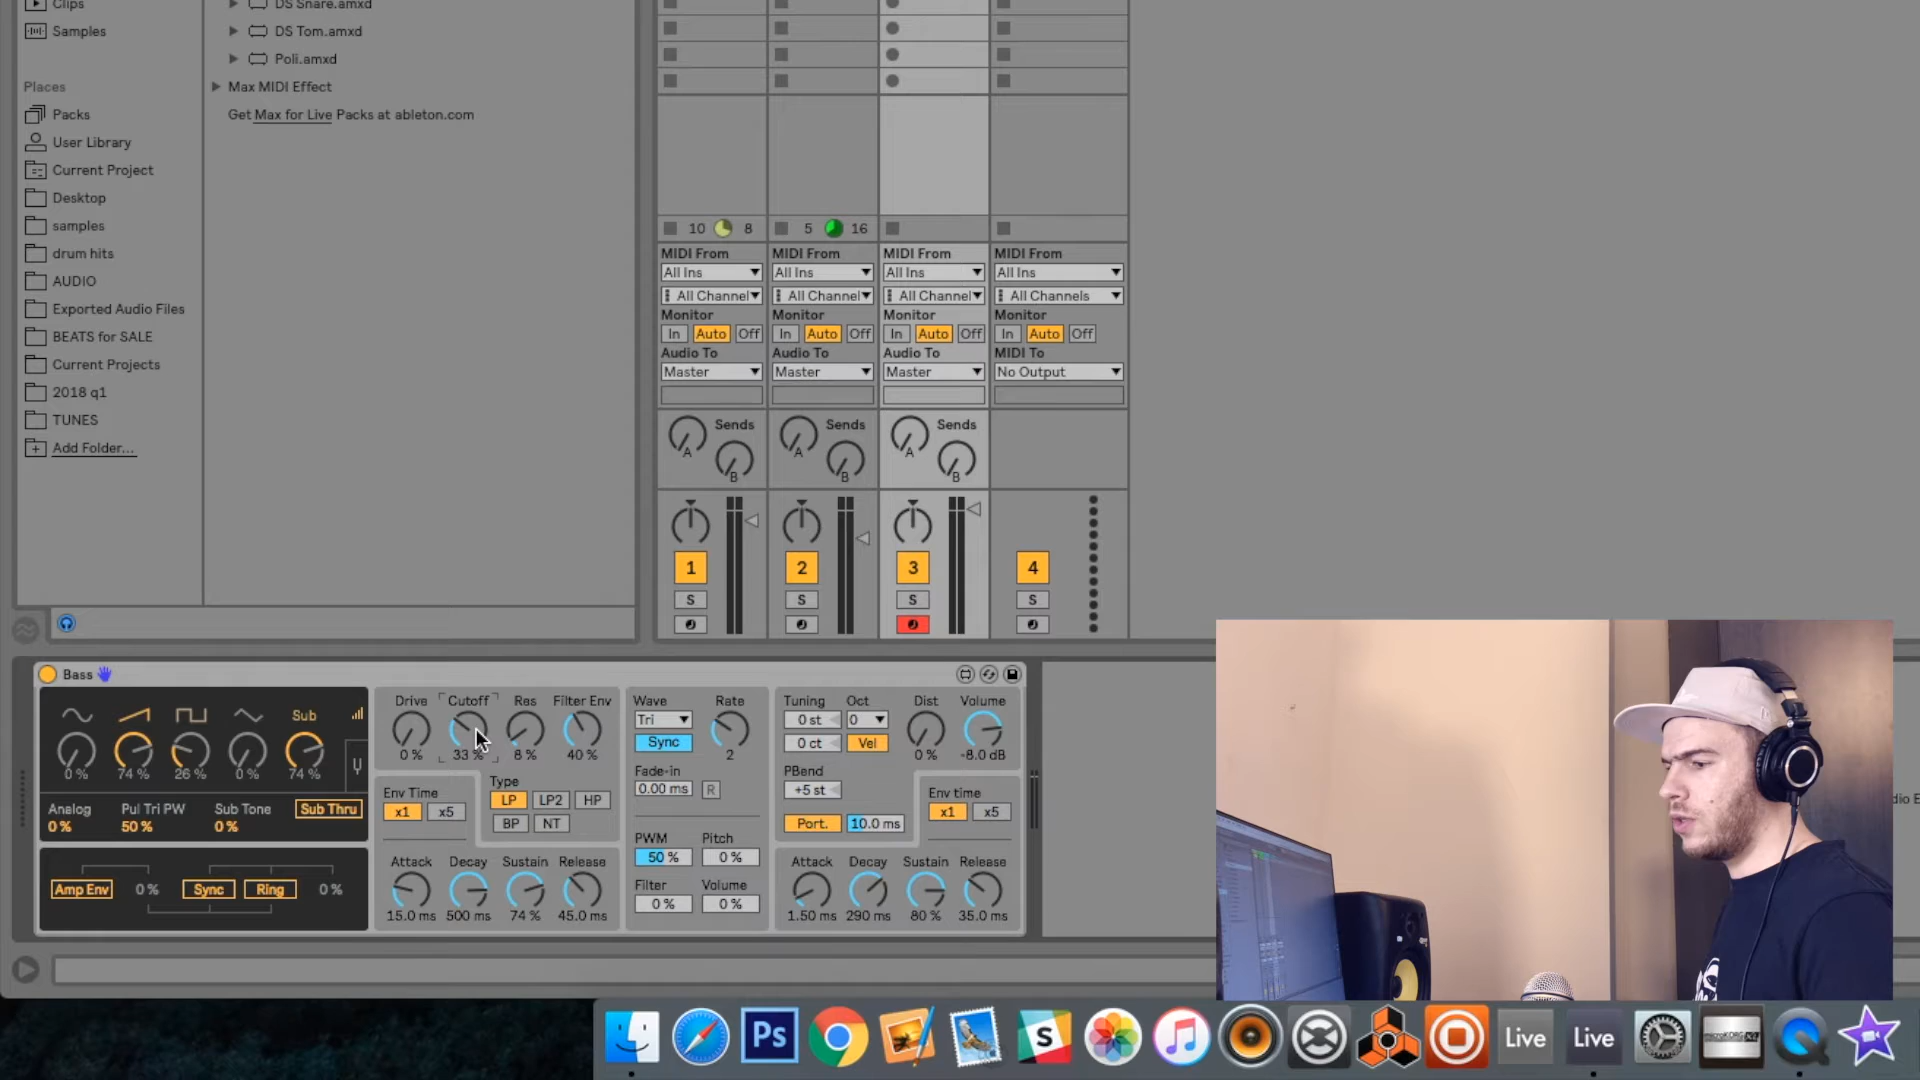 Clips
Samples
Places
Packs
User Library
Current Project
Desktop
samples
drum hits
AUDIO
Exported Audio Files
BEATS for SALE
Current Projects
2018 q1
TUNES
Add Folder...
DS Snare.amxd
DS Tom.amxd
Poli.amxd
Max MIDI Effect
Get Max for Live Packs at ableton.com
10 8 5 16
MIDI From MIDI From MIDI From MIDI From
All Ins All Ins All Ins All Ins
All Channel All Channel All Channel All Channels
Monitor Monitor Monitor Monitor
In Auto Off In Auto Off In Auto Off In Auto Off
Audio To Audio To Audio To MIDI To
Master Master Master No Output
Sends Sends Sends
A A A
B B B
1 2 3 4
S S S S
Bass
Sub
0 % 74 % 26 % 0 % 74 %
Analog Pul Tri PW Sub Tone Sub Thru
0 % 50 % 0 %
Amp Env 0 % Sync Ring 0 %
Drive Cutoff Res Filter Env
0 % 33 % 8 % 40 %
Env Time Type
x1 x5 LP LP2 HP
BP NT
Attack Decay Sustain Release
15.0 ms 500 ms 74 % 45.0 ms
Wave Rate
Tri
Sync 2
Fade-in
0.00 ms R
PWM Pitch
50 % 0 %
Filter Volume
0 % 0 %
Tuning Oct Dist Volume
0 st 0
0 ct Vel 0 % -8.0 dB
PBend
+5 st
Env time
Port. 10.0 ms x1 x5
Attack Decay Sustain Release
1.50 ms 290 ms 80 % 35.0 ms
Ps
S
Live
Live
microKORG XL